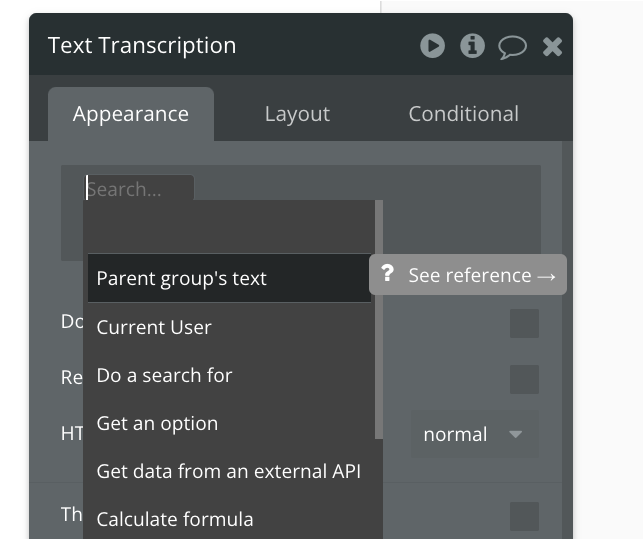 Text Transcription
Appearance
Layout
Conditional
Search...
Parent group's text
? See reference →
Current User
Do
Do a search for
Re
Get an option
HT
normal
Get data from an external API
Calculate formula
Th